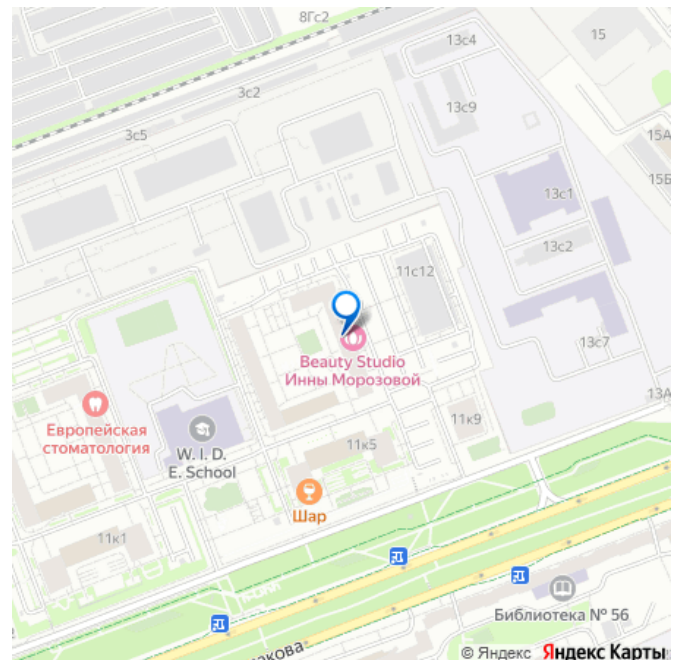 8Гс2
13с4
15
3с2
13с9
3с5
15А
15Б
13с1
13с2
11с12
13с7
Beauty Studio
Инны Морозовой
13А
11к9
Европейская
стоматология
W. I. D.
E. School
11к5
Шар
11к1
Библиотека № 56
© Яндекс Яндекс Карты